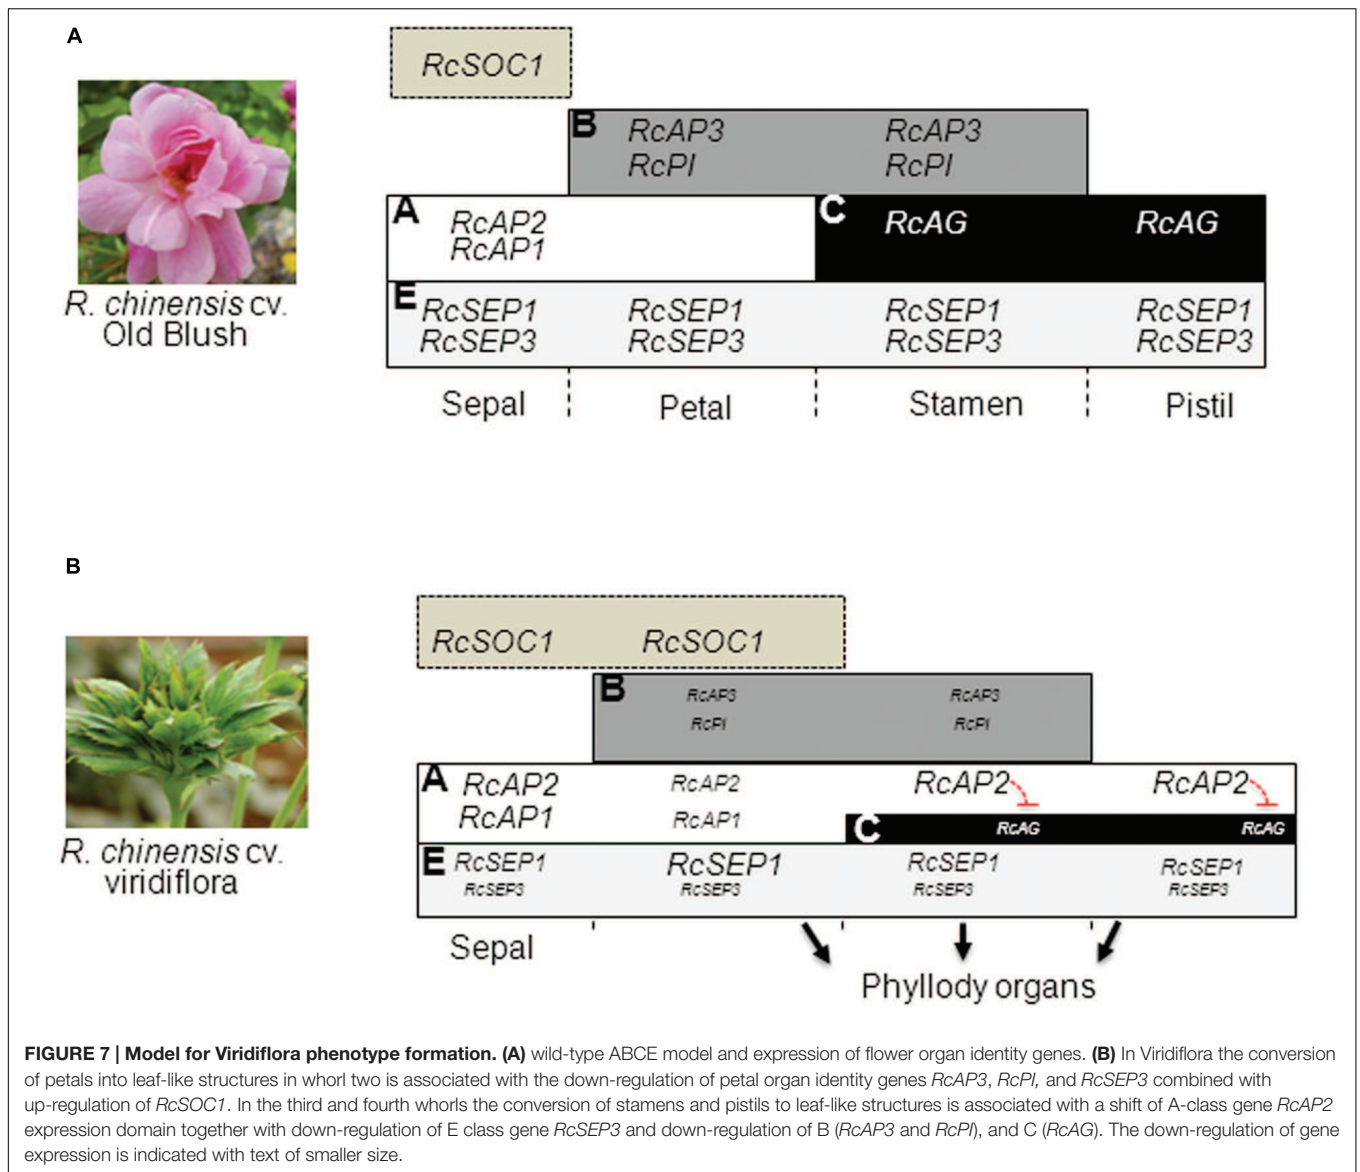 A
RcSOC1
B RcAP3 RcAP3
RcPI RcPI
A RcAP2 C RcAG RcAG
RcAP1
E RcSEP1 RcSEP1 RcSEP1 RcSEP1
RcSEP3 RcSEP3 RcSEP3 RcSEP3
Sepal Petal Stamen Pistil
R. chinensis cv.
Old Blush
B
RcSOC1 RcSOC1
B RcAP3 RcAP3
RcPI RcPI
A RcAP2 RcAP2 RcAP2 RcAP2
RcAP1 RcAP1 C RcAG RcAG
E RcSEP1 RcSEP1 RcSEP1 RcSEP1
RcSEP3 RcSEP3 RcSEP3 RcSEP3
Sepal
Phyllody organs
R. chinensis cv.
viridiflora
FIGURE 7 | Model for Viridiflora phenotype formation. (A) wild-type ABCE model and expression of flower organ identity genes. (B) In Viridiflora the conversion
of petals into leaf-like structures in whorl two is associated with the down-regulation of petal organ identity genes RcAP3, RcPI, and RcSEP3 combined with
up-regulation of RcSOC1. In the third and fourth whorls the conversion of stamens and pistils to leaf-like structures is associated with a shift of A-class gene RcAP2
expression domain together with down-regulation of E class gene RcSEP3 and down-regulation of B (RcAP3 and RcPI), and C (RcAG). The down-regulation of gene
expression is indicated with text of smaller size.